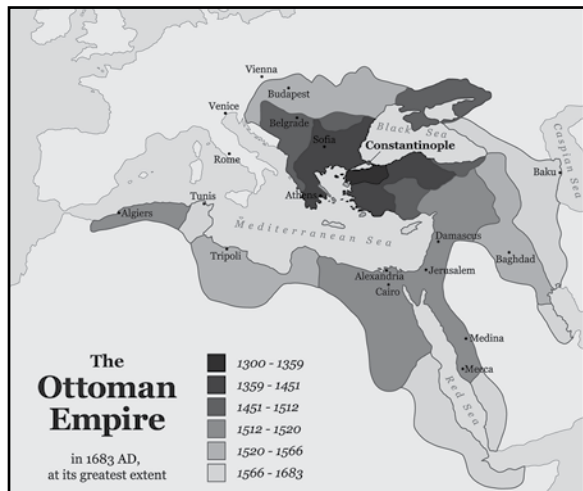 Vienna
Budapest
Venice
Belgrade
Black Sea
Caspian Sea
Sofia
Constantinople
Rome
Baku
Athens
Tunis
Algiers
Mediterranean Sea
Damascus
Tripoli
Baghdad
Alexandria
Jerusalem
Cairo
Medina
Mecca
Red Sea
The
Ottoman
Empire
in 1683 AD,
at its greatest extent
1300 - 1359
1359 - 1451
1451 - 1512
1512 - 1520
1520 - 1566
1566 - 1683